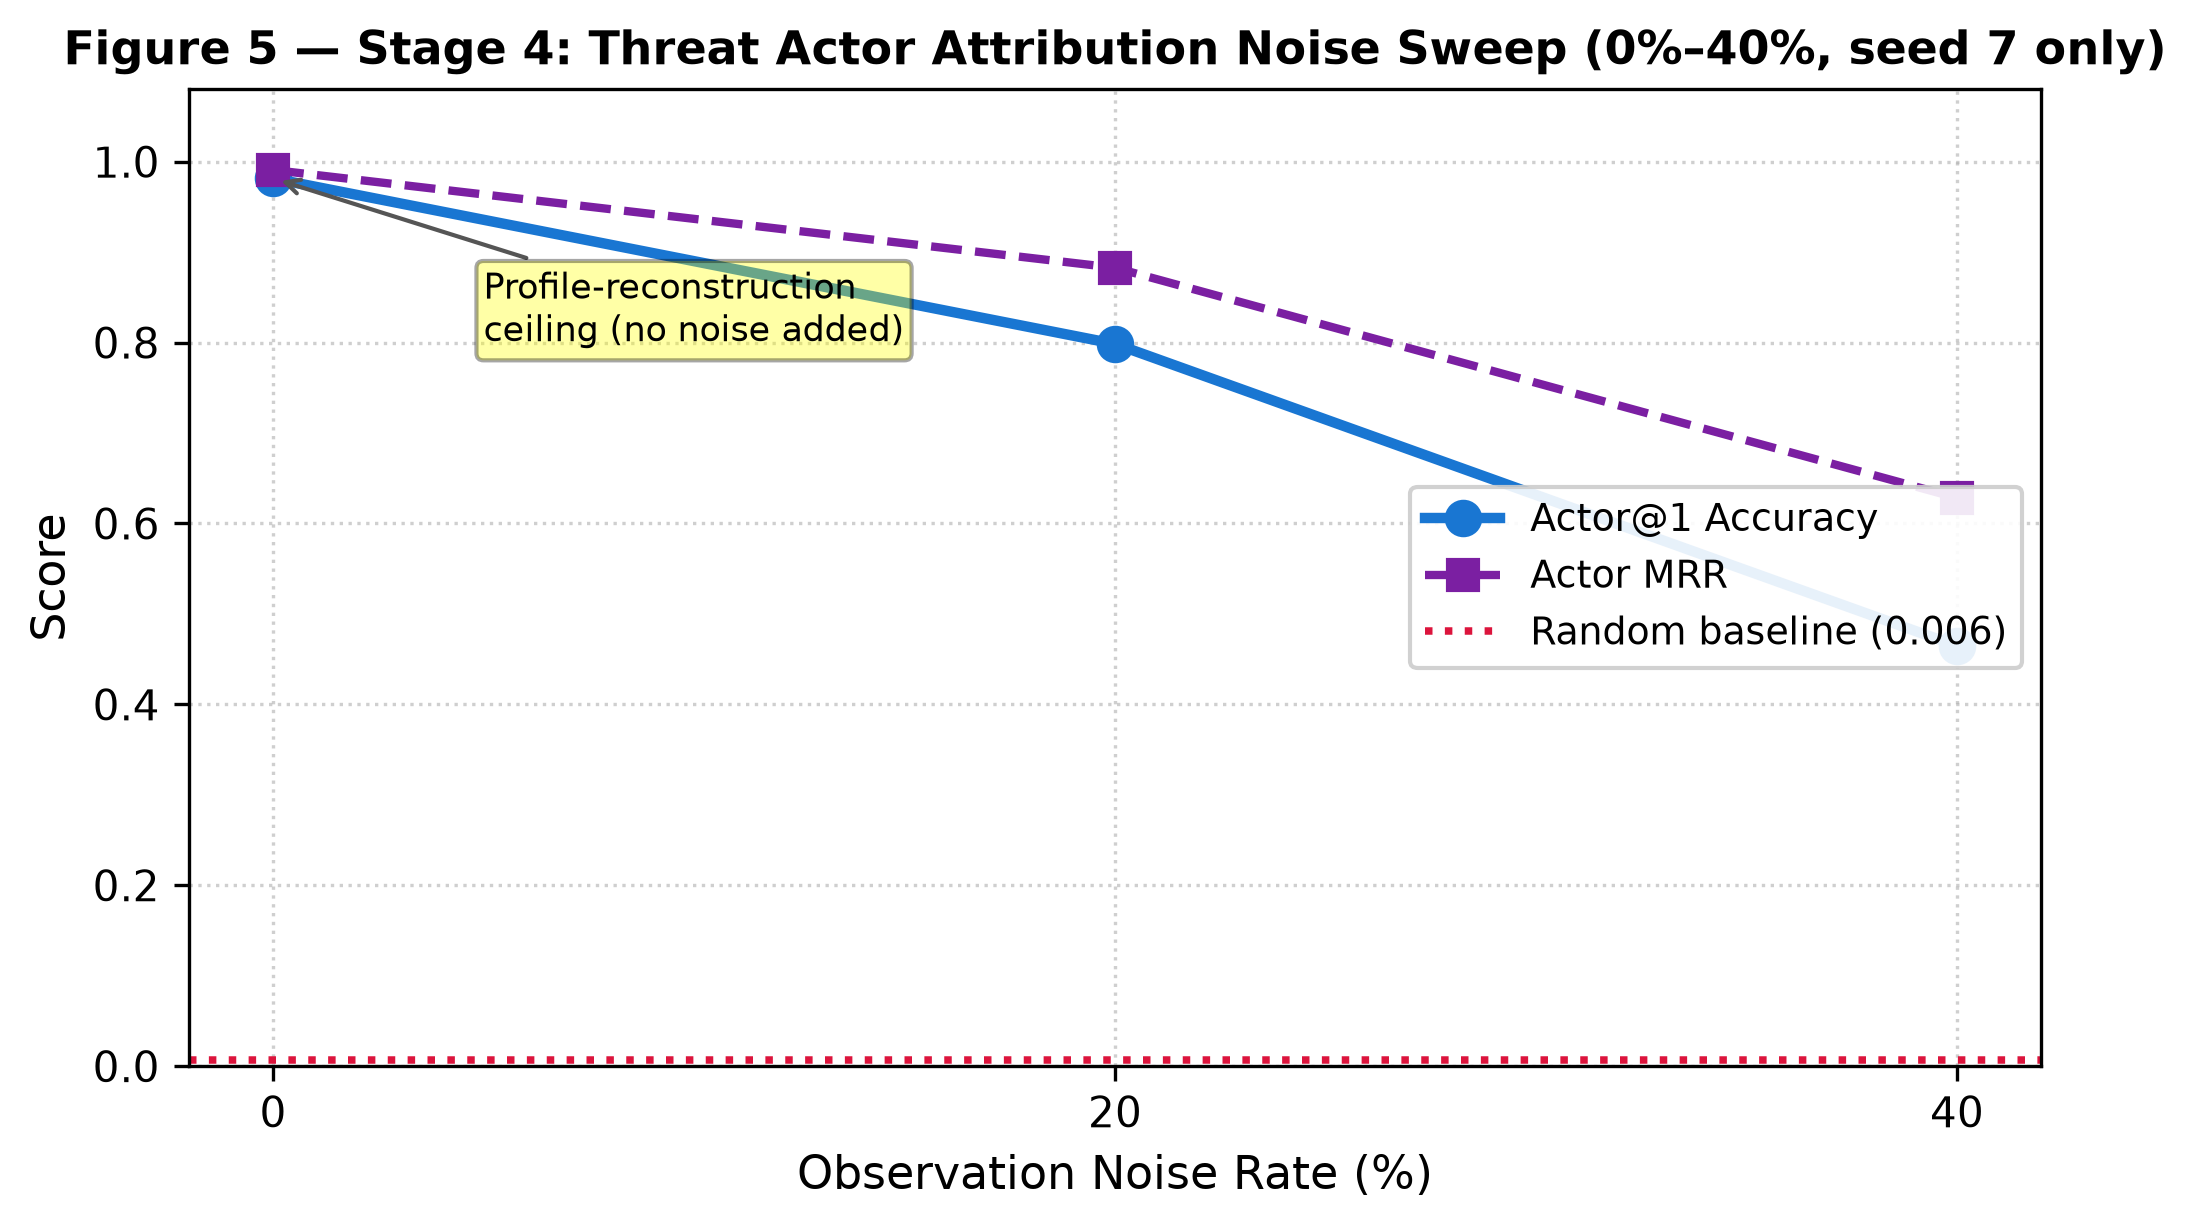 Figure 5 — Stage 4: Threat Actor Attribution Noise Sweep (0%–40%, seed 7 only)
1.0
Profile-reconstruction
ceiling (no noise added)
0.8
0.6
0.4
0.2
0.0
Score
Actor@1 Accuracy
Actor MRR
Random baseline (0.006)
0
20
40
Observation Noise Rate (%)